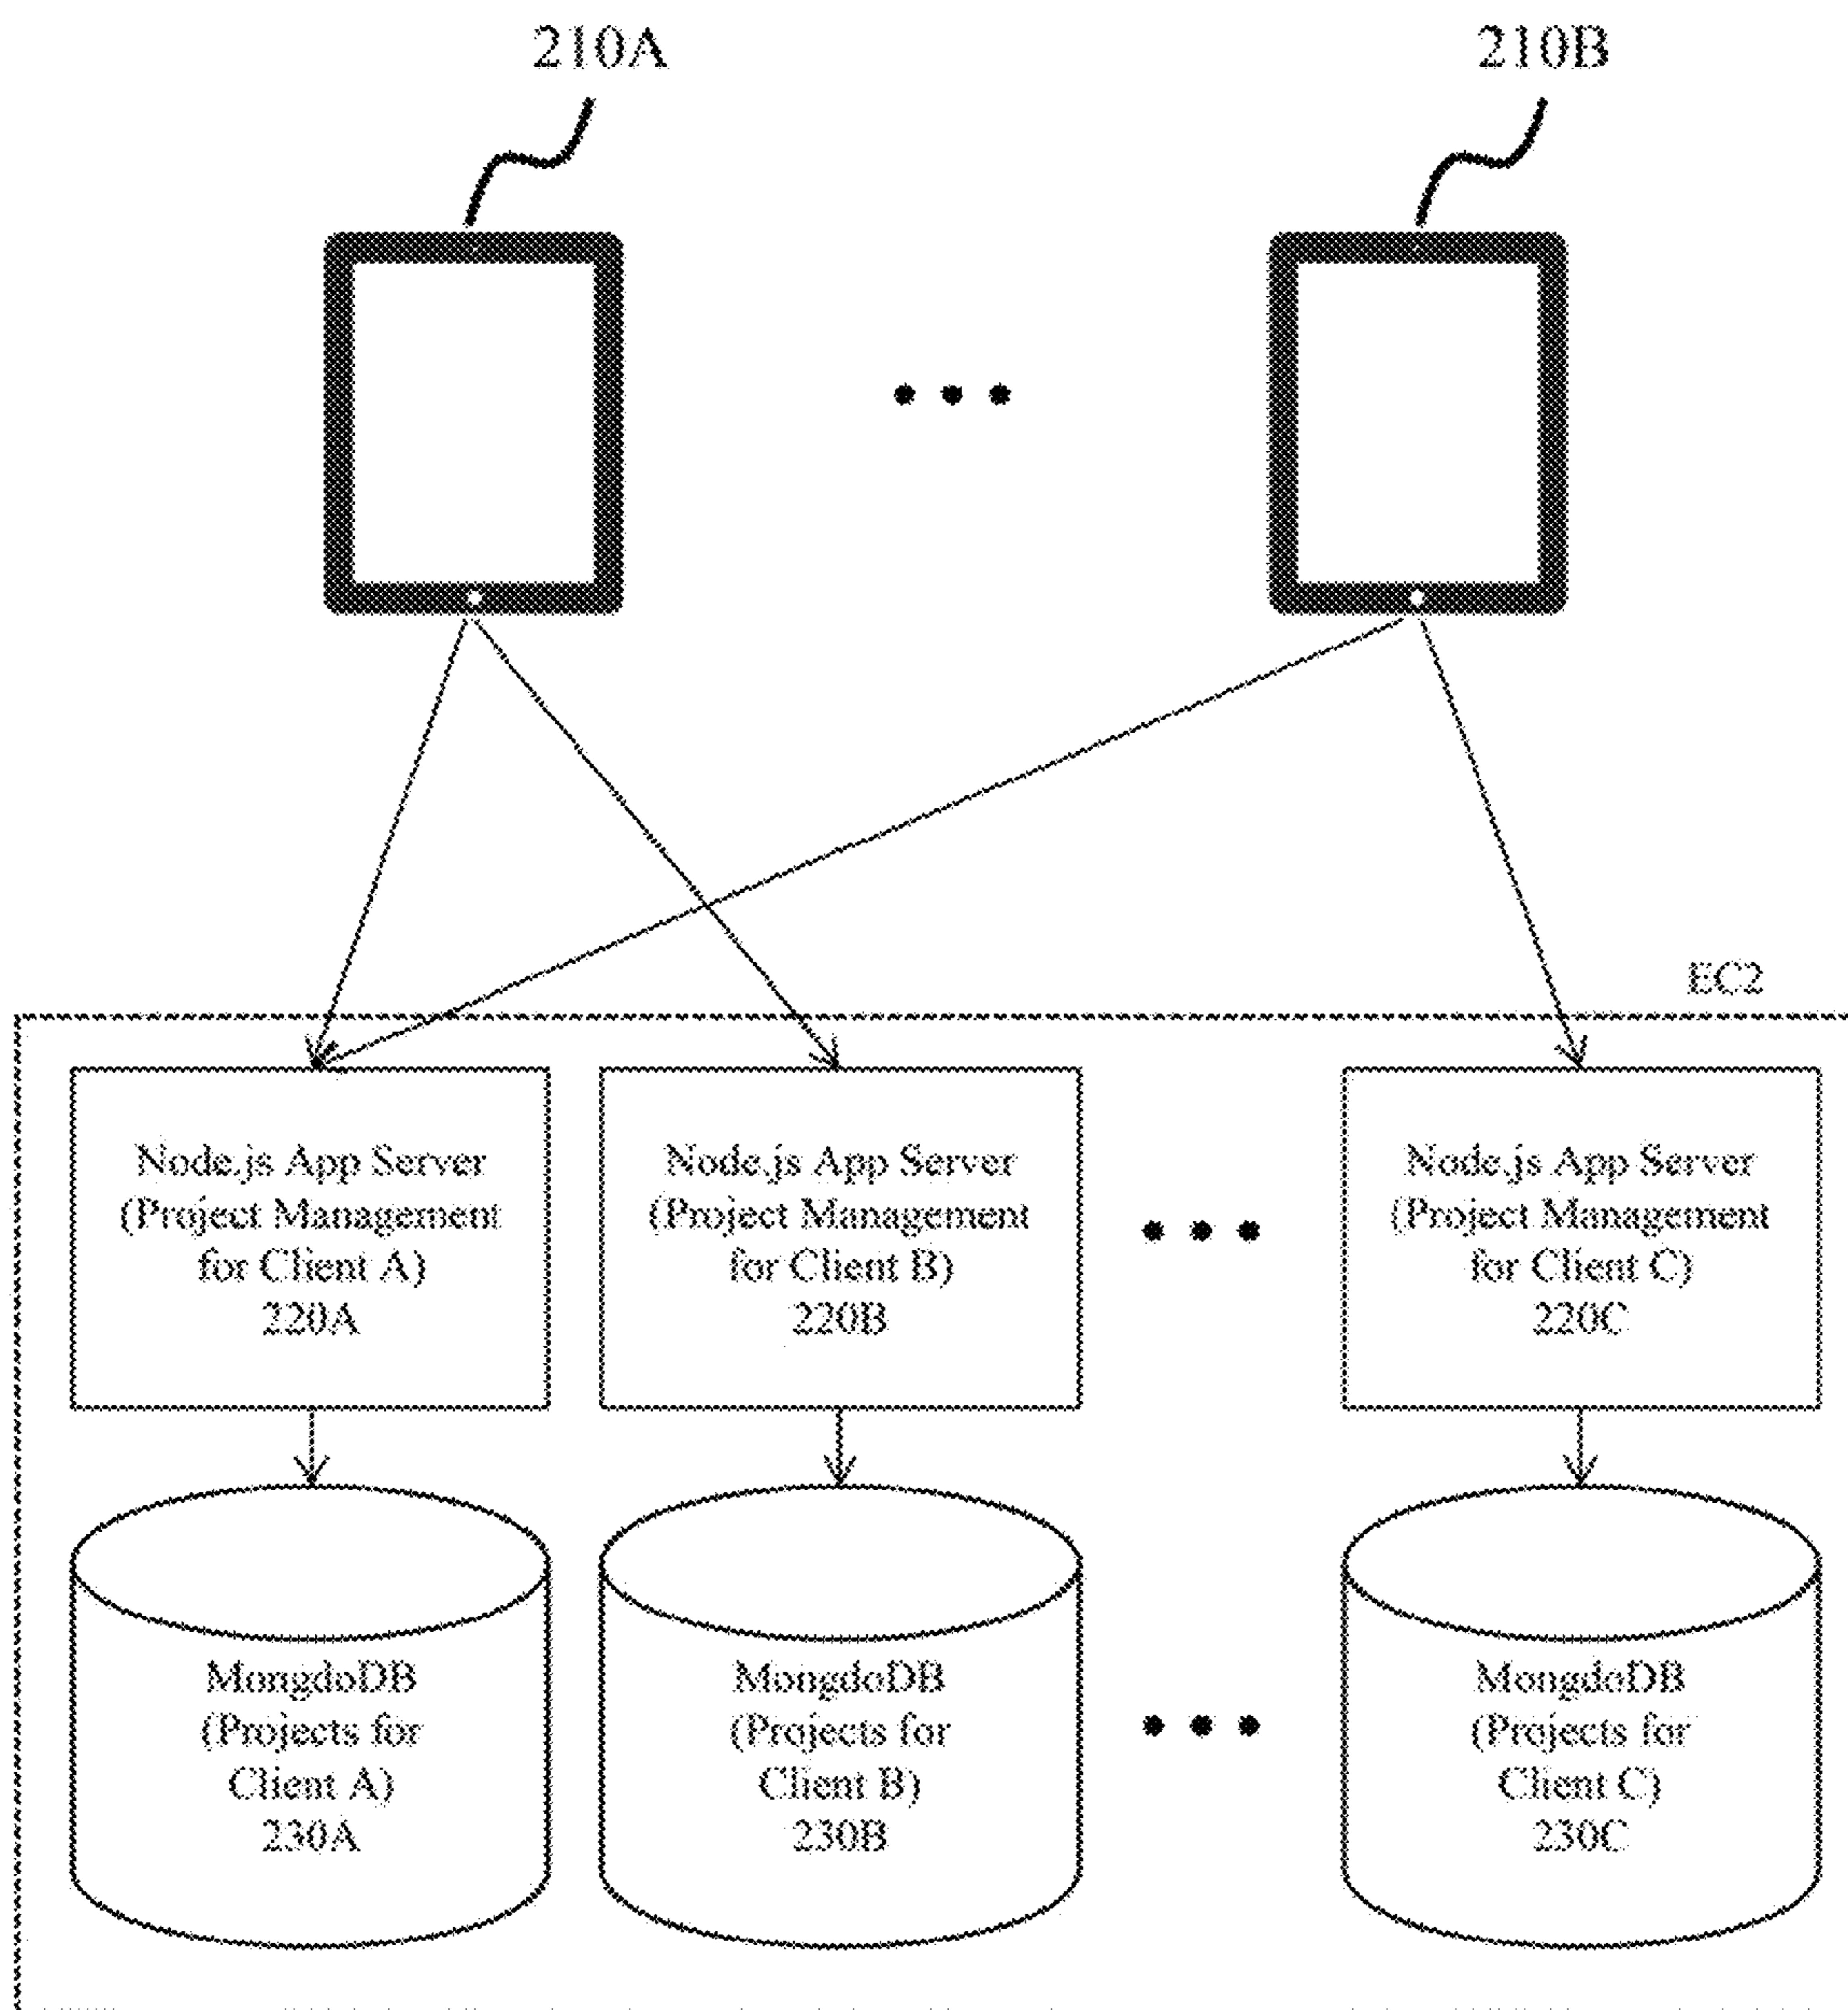 210A
210B
EC2
Node.js App Server
(Project Management
for Client A)
220A
Node.js App Server
(Project Management
for Client B)
220B
Node.js App Server
(Project Management
for Client C)
220C
MongdoDB
(Projects for
Client A)
230A
MongdoDB
(Projects for
Client B)
230B
MongdoDB
(Projects for
Client C)
230C